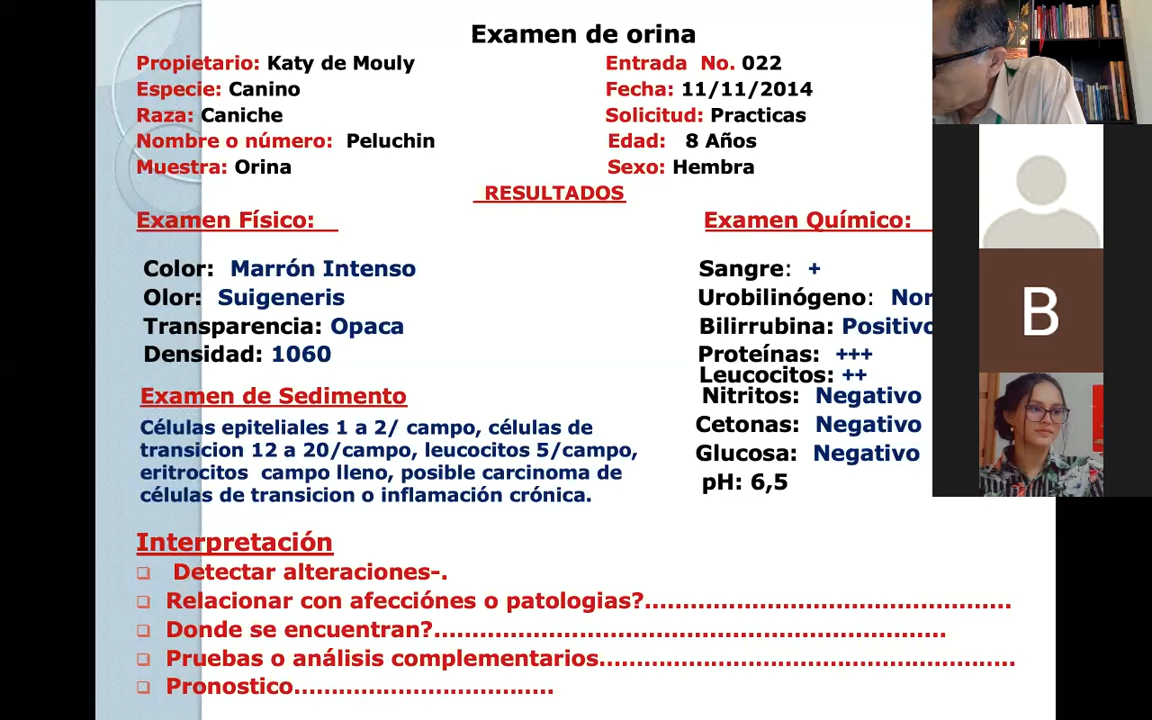 Examen de orina
Propietario: Katy de Mouly
Entrada No. 022
Especie: Canino
Fecha: 11/11/2014
Raza: Caniche
Solicitud: Practicas
Nombre o número: Peluchin
Edad: 8 Años
Muestra: Orina
Sexo: Hembra
RESULTADOS
Examen Físico:
Examen Químico:
Color: Marrón Intenso
Olor: Suigeneris
Transparencia: Opaca
Densidad: 1060
Sangre: +
Urobilinógeno: Nor
Bilirrubina: Positivo
Proteínas: +++
Leucocitos: ++
Nitritos: Negativo
Cetonas: Negativo
Glucosa: Negativo
pH: 6,5
Examen de Sedimento
Células epiteliales 1 a 2/ campo, células de
transicion 12 a 20/campo, leucocitos 5/campo,
eritrocitos campo lleno, posible carcinoma de
células de transicion o inflamación crónica.
Interpretación
Detectar alteraciones-.
Relacionar con afecciónes o patologias?.................................................
Donde se encuentran?....................................................................
Pruebas o análisis complementarios.......................................................
Pronostico..................................
B